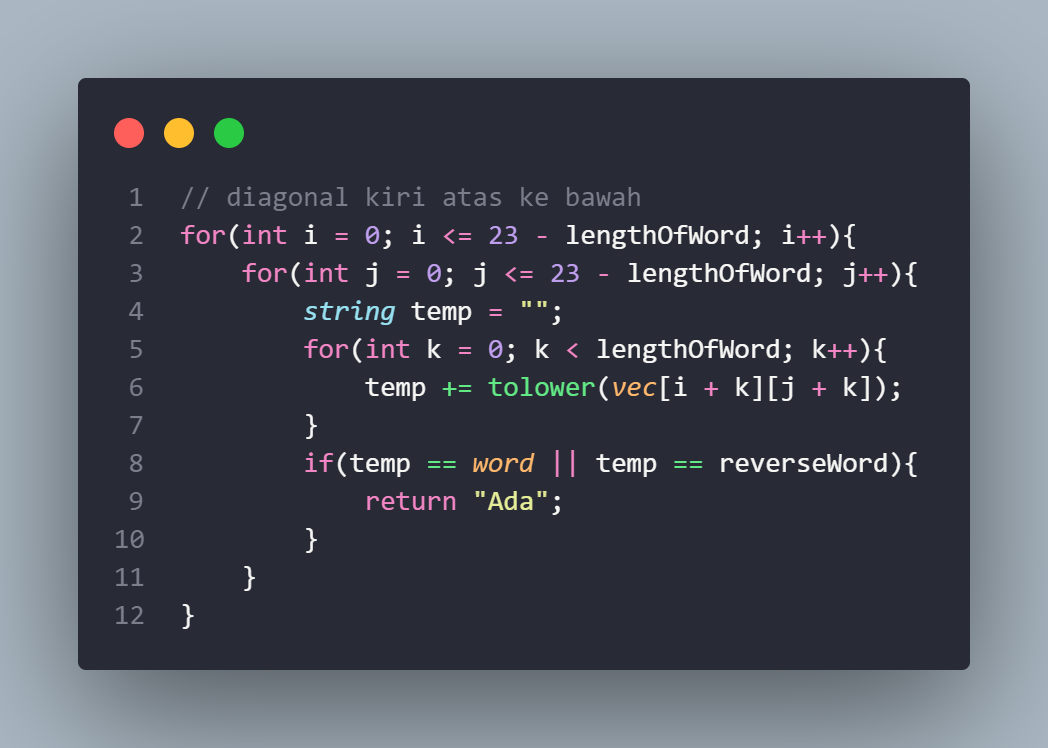 1 // diagonal kiri atas ke bawah
2 for(int i = 0; i <= 23 - lengthOfWord; i++){
3     for(int j = 0; j <= 23 - lengthOfWord; j++){
4         string temp = "";
5         for(int k = 0; k < lengthOfWord; k++){
6             temp += tolower(vec[i + k][j + k]);
7         }
8         if(temp == word || temp == reverseWord){
9             return "Ada";
10         }
11     }
12 }